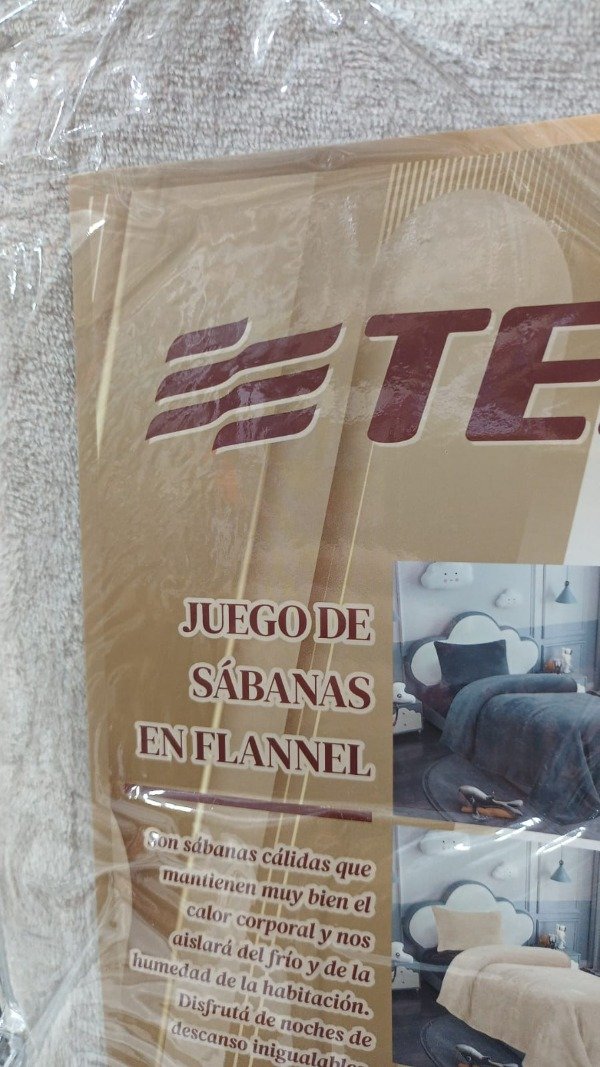 TE
JUEGO DE
SÁBANAS
EN FLANNEL
Son sábanas cálidas que
mantienen muy bien el
calor corporal y nos
aislará del frío y de la
humedad de la habitación.
Disfrutá de noches de
descanso inigualables